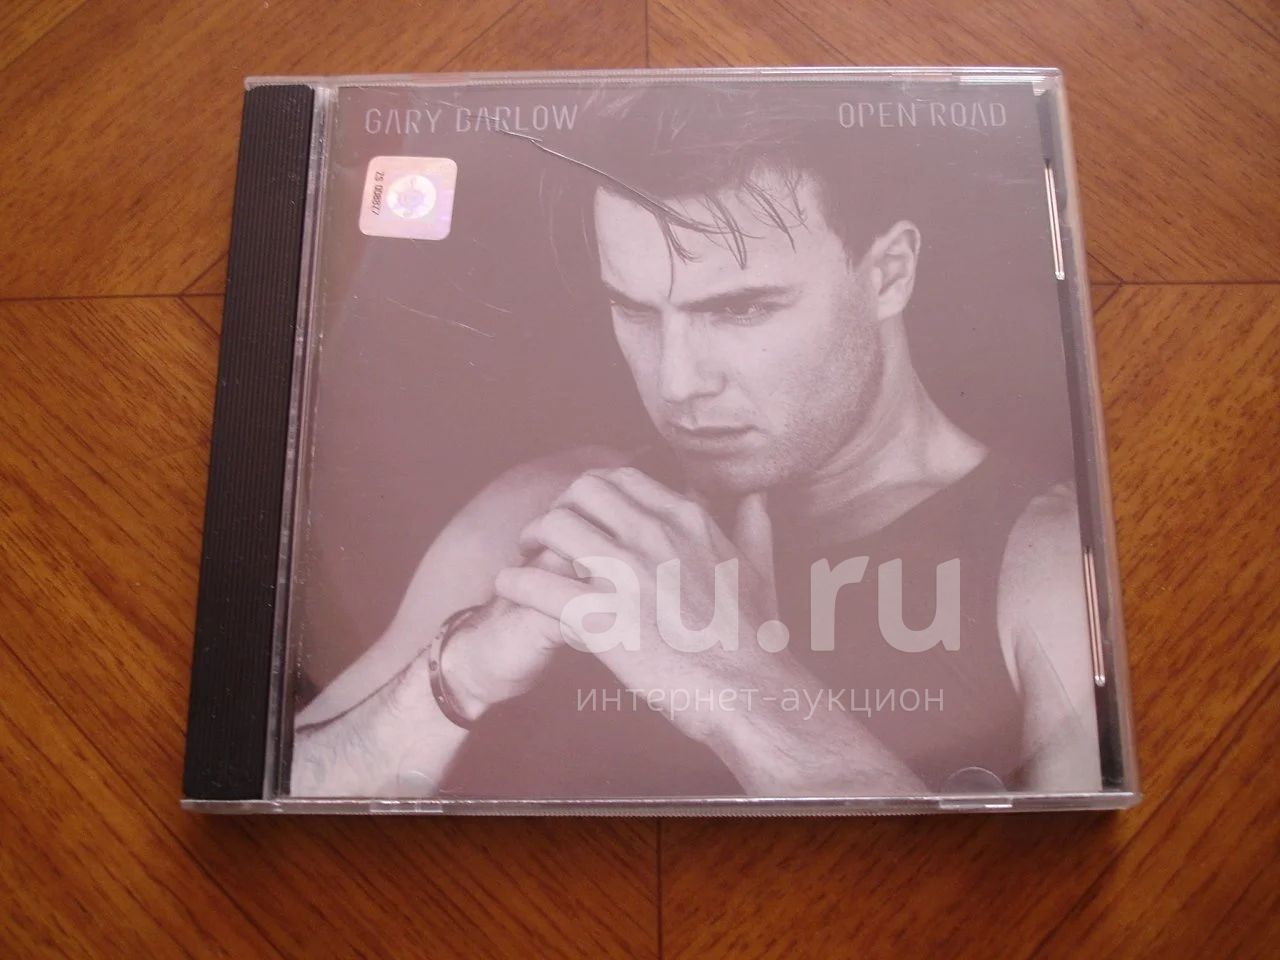 GARY BARLOW
OPEN ROAD
au.ru
интернет-аукцион